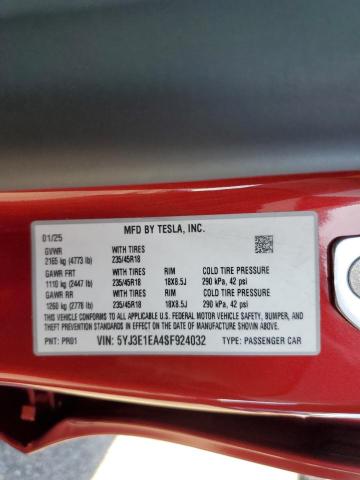 MFD BY TESLA, INC.
01/25
GVWR WITH TIRES
2165 kg (4773 lb) 235/45R18
GAWR FRT WITH TIRES RIM COLD TIRE PRESSURE
1110 kg (2447 lb) 235/45R18 18X8.5J 290 kPa, 42 psi
GAWR RR WITH TIRES RIM COLD TIRE PRESSURE
1260 kg (2778 lb) 235/45R18 18X8.5J 290 kPa, 42 psi
THIS VEHICLE CONFORMS TO ALL APPLICABLE U.S. FEDERAL MOTOR VEHICLE SAFETY, BUMPER, AND
THEFT PREVENTION STANDARDS IN EFFECT ON THE DATE OF MANUFACTURE SHOWN ABOVE.
PNT: PR01 VIN: 5YJ3E1EA4SF924032 TYPE: PASSENGER CAR